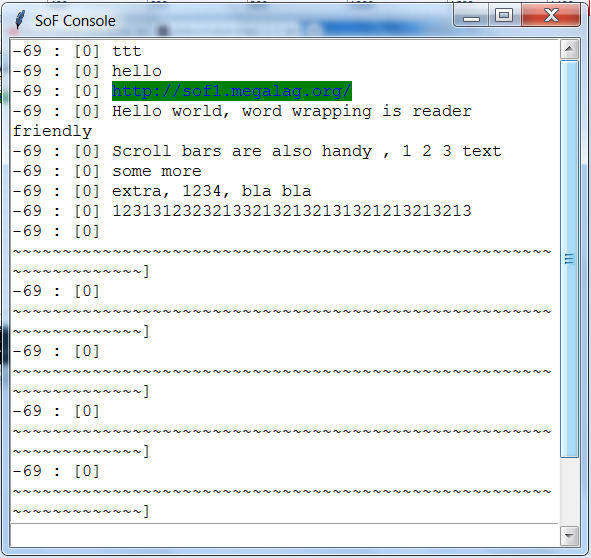 SoF Console
-69 : [0] ttt
-69 : [0] hello
-69 : [0] http://sof1.megalag.org/
-69 : [0] Hello world, word wrapping is reader
friendly
-69 : [0] Scroll bars are also handy , 1 2 3 text
-69 : [0] some more
-69 : [0] extra, 1234, bla bla
-69 : [0] 123131232321332132132131321213213213
-69 : [0]
~~~~~~~~~~~~~~~~~~~~~~~~~~~~~~~~~~~~~~~~~~~~~~~~~~~~~~
~~~~~~~~~~~~~]
-69 : [0]
~~~~~~~~~~~~~~~~~~~~~~~~~~~~~~~~~~~~~~~~~~~~~~~~~~~~~~
~~~~~~~~~~~~~]
-69 : [0]
~~~~~~~~~~~~~~~~~~~~~~~~~~~~~~~~~~~~~~~~~~~~~~~~~~~~~~
~~~~~~~~~~~~~]
-69 : [0]
~~~~~~~~~~~~~~~~~~~~~~~~~~~~~~~~~~~~~~~~~~~~~~~~~~~~~~
~~~~~~~~~~~~~]
-69 : [0]
~~~~~~~~~~~~~~~~~~~~~~~~~~~~~~~~~~~~~~~~~~~~~~~~~~~~~~
~~~~~~~~~~~~~]